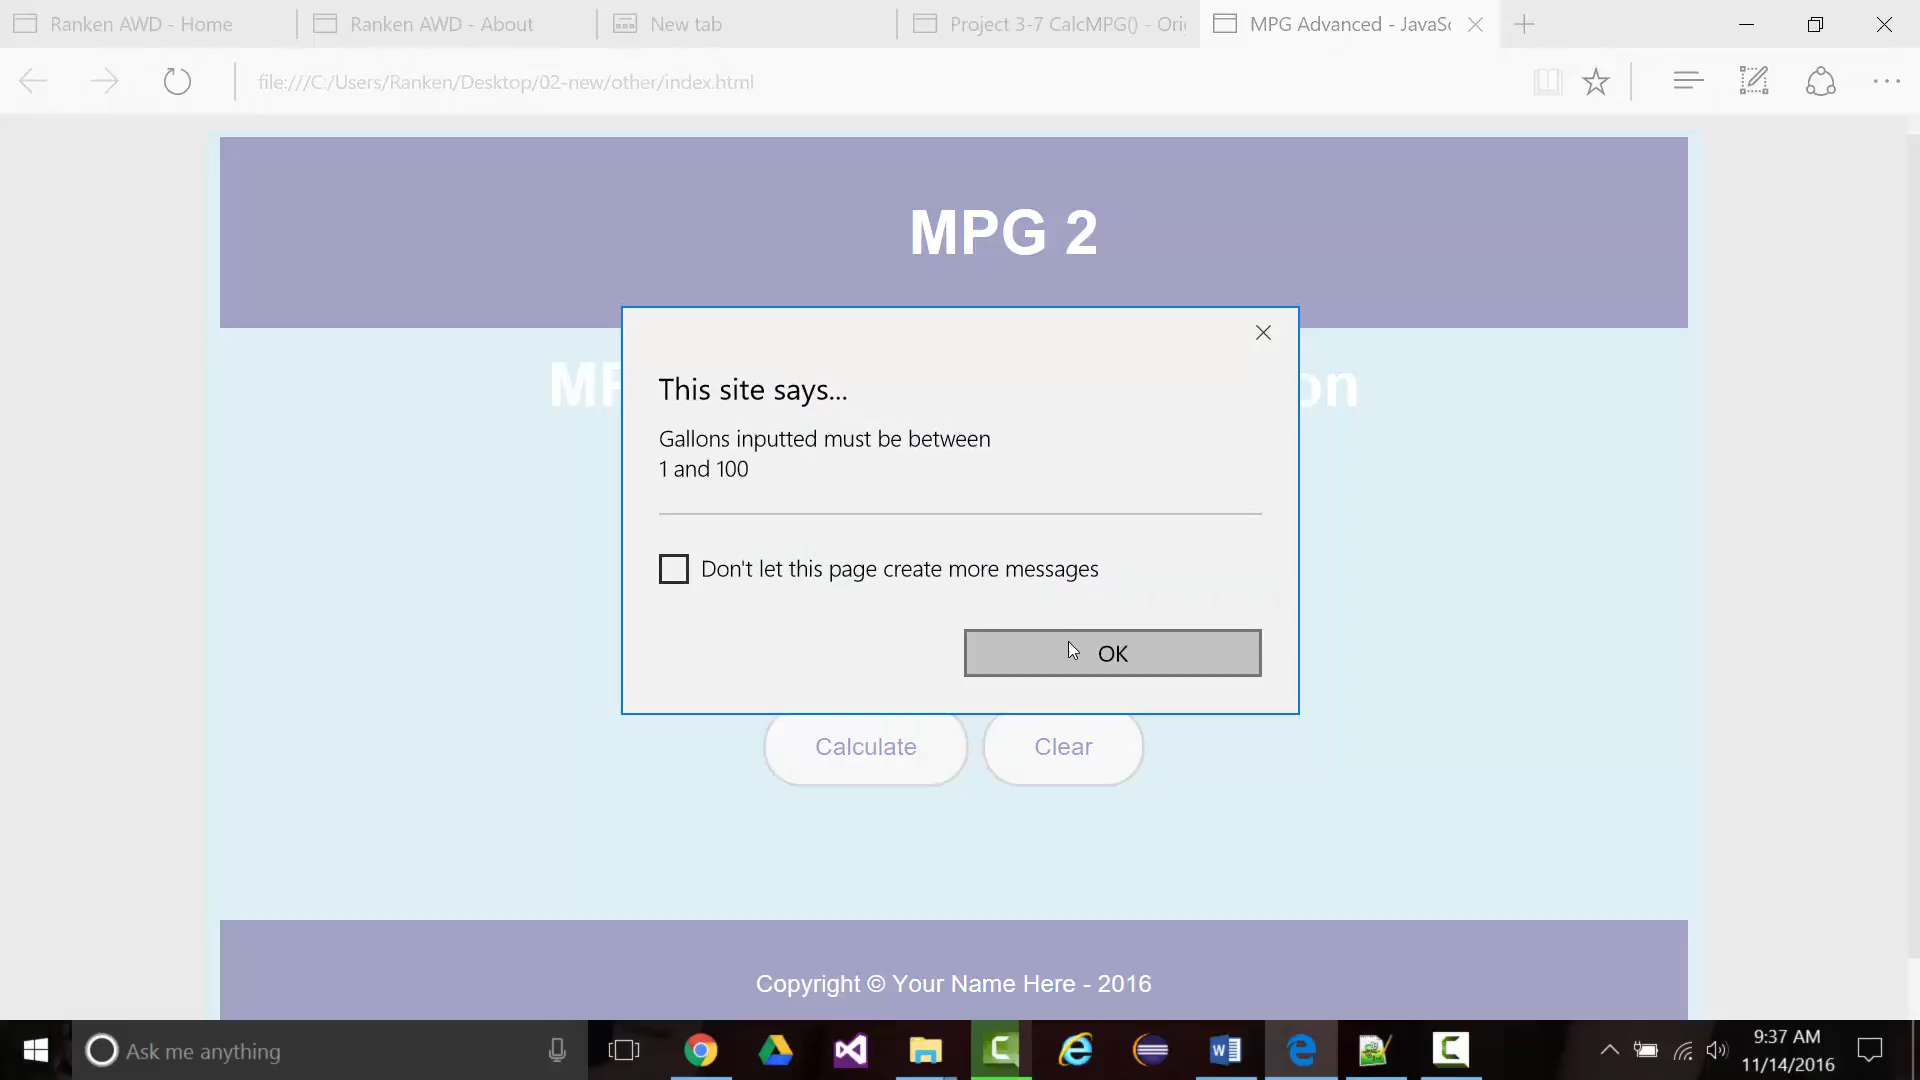 Ranken AWD - Home
Ranken AWD - About
New tab
Project 3-7 CalcMPG() - Ori
MPG Advanced - JavaSc
file:///C:/Users/Ranken/Desktop/02-new/other/index.html
MPG 2
MP
on
This site says...
Gallons inputted must be between
1 and 100
Don't let this page create more messages
OK
Calculate
Clear
Copyright © Your Name Here - 2016
Ask me anything
9:37 AM
11/14/2016